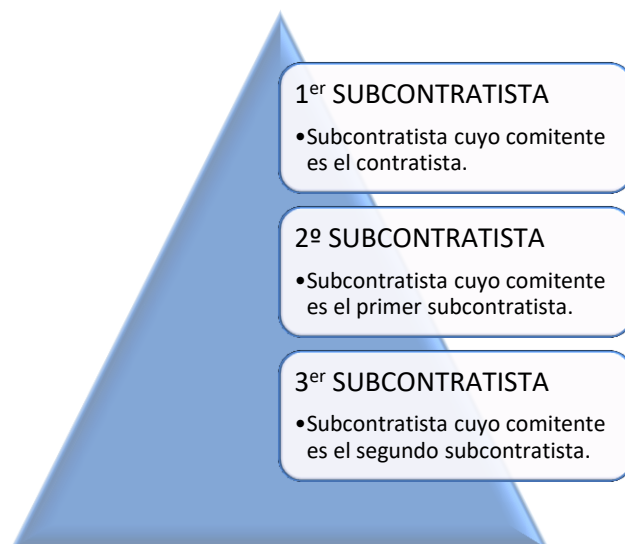 1er SUBCONTRATISTA
•Subcontratista cuyo comitente
es el contratista.
2º SUBCONTRATISTA
•Subcontratista cuyo comitente
es el primer subcontratista.
3er SUBCONTRATISTA
•Subcontratista cuyo comitente
es el segundo subcontratista.